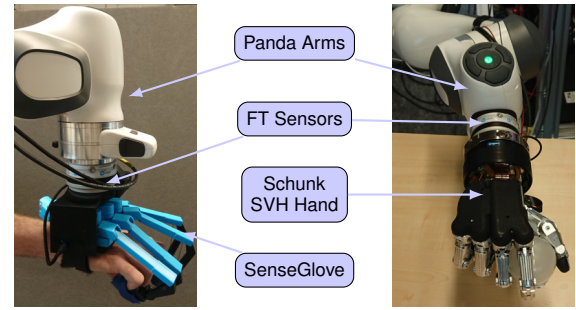 Panda Arms
FT Sensors
Schunk
SVH Hand
SenseGlove